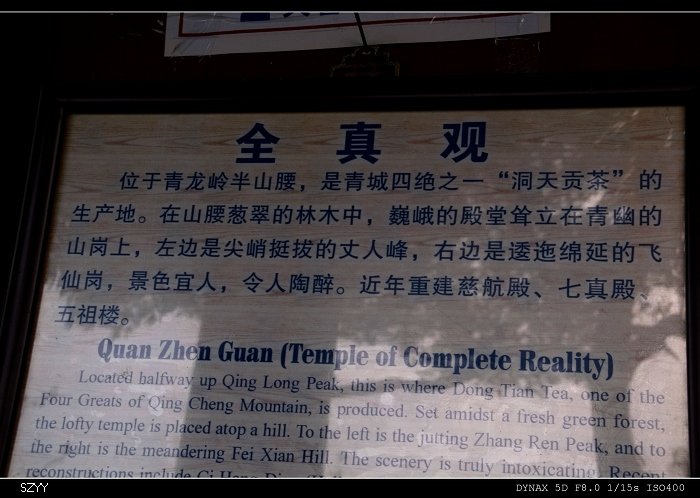 全真观
位于青龙岭半山腰，是青城四绝之一“洞天贡茶”的
生产地。在山腰葱翠的林木中，巍峨的殿堂耸立在青幽的
山岗上，左边是尖峭挺拔的丈人峰，右边是逶迤绵延的飞
仙岗，景色宜人，令人陶醉。近年重建慈航殿、七真殿、
五祖楼。
Quan Zhen Guan (Temple of Complete Reality)
Located halfway up Qing Long Peak, this is where Dong Tian Tea, one of the
Four Greats of Qing Cheng Mountain, is produced. Set amidst a fresh green forest,
the lofty temple is placed atop a hill. To the left is the jutting Zhang Ren Peak, and to
the right is the meandering Fei Xian Hill. The scenery is truly intoxicating. Recent
reconstructions include Ci Hang
SZYY
DYNAX 5D F8.0 1/15s ISO400